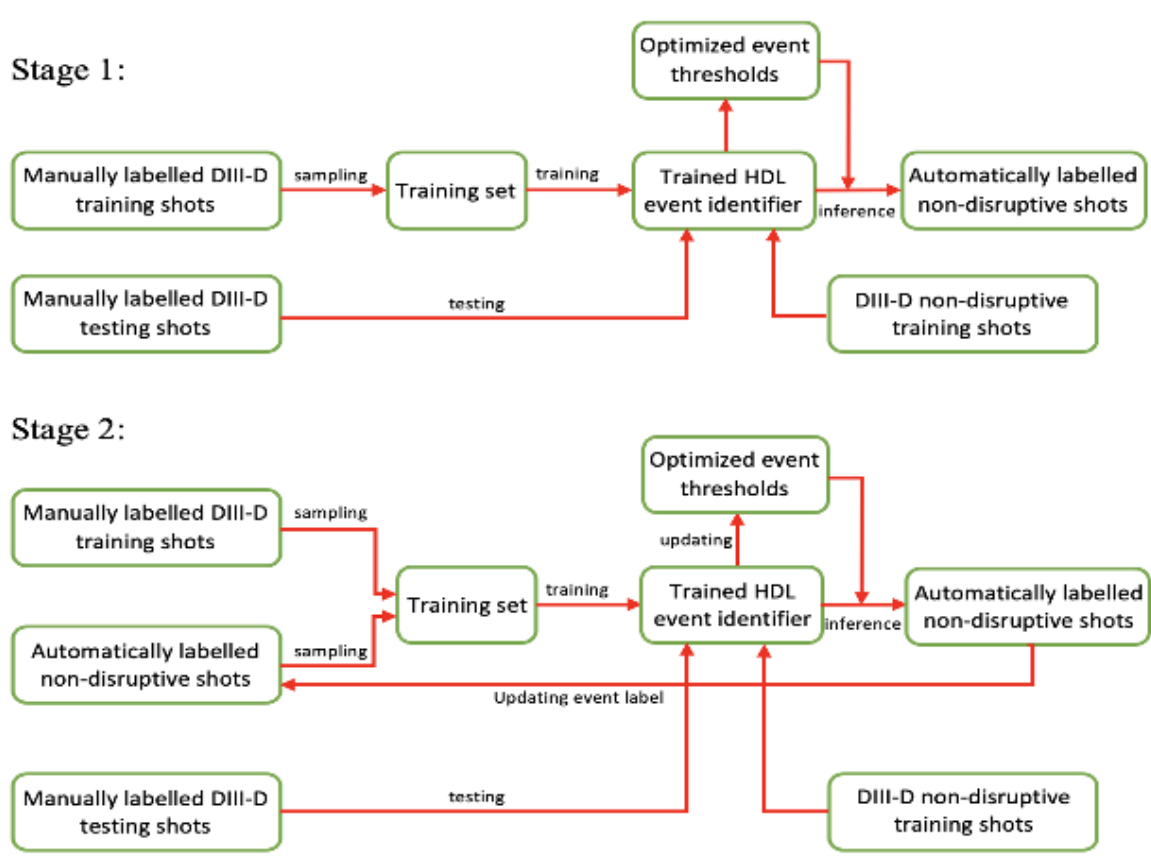 Stage 1:
Optimized event
thresholds
Manually labelled DIII-D
training shots
sampling
Training set
training
Trained HDL
event identifier
inference
Automatically labelled
non-disruptive shots
Manually labelled DIII-D
testing shots
testing
DIII-D non-disruptive
training shots
Stage 2:
Optimized event
thresholds
updating
Manually labelled DIII-D
training shots
sampling
Training set
training
Trained HDL
event identifier
inference
Automatically labelled
non-disruptive shots
Automatically labelled
non-disruptive shots
sampling
Updating event label
Manually labelled DIII-D
testing shots
testing
DIII-D non-disruptive
training shots